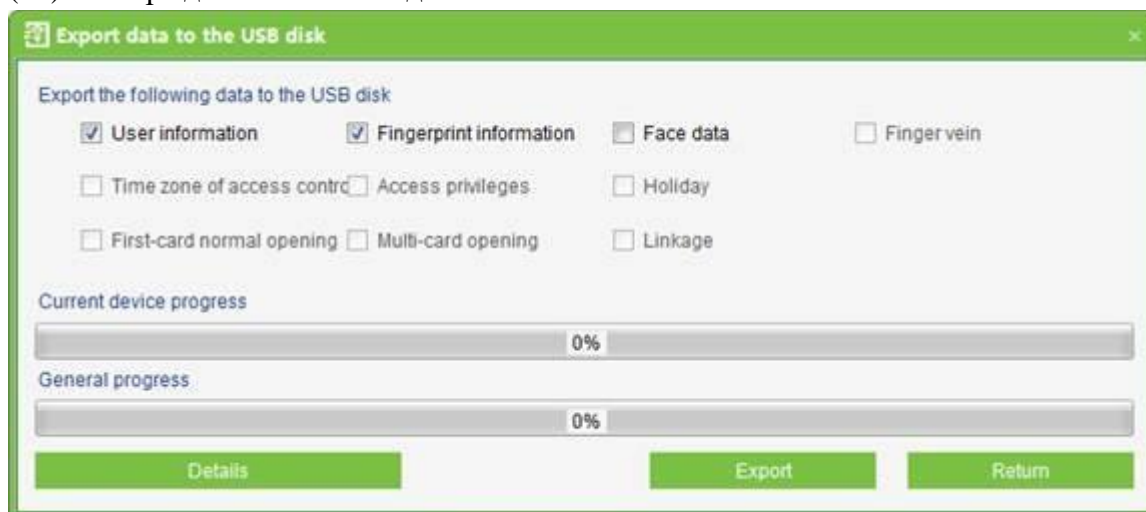 Export data to the USB disk
Export the following data to the USB disk
User information Fingerprint information Face data Finger vein
Time zone of access contro Access privileges Holiday
First-card normal opening Multi-card opening Linkage
Current device progress
0%
General progress
0%
Details Export Return